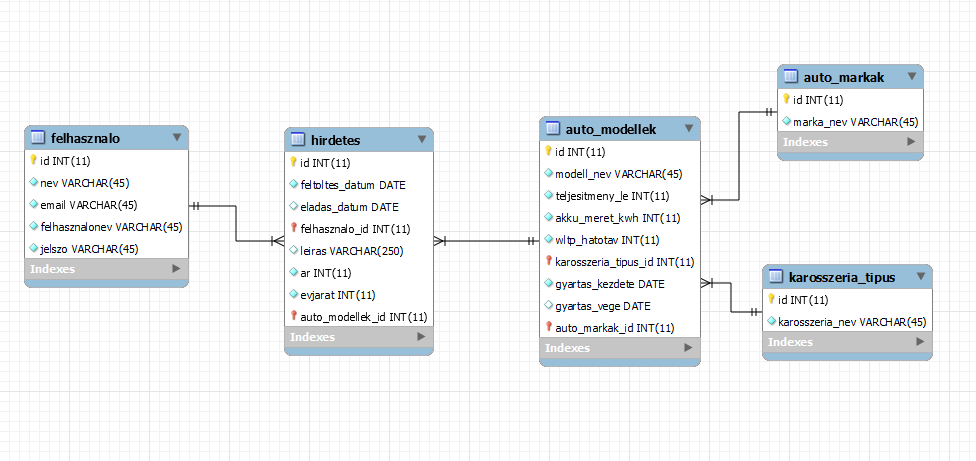 felhasznalo
id INT(11)
nev VARCHAR(45)
email VARCHAR(45)
felhasznalonev VARCHAR(45)
jelszo VARCHAR(45)
Indexes
hirdetes
id INT(11)
feltoltes_datum DATE
eladas_datum DATE
felhasznalo_id INT(11)
leiras VARCHAR(250)
ar INT(11)
evjarat INT(11)
auto_modellek_id INT(11)
Indexes
auto_modellek
id INT(11)
modell_nev VARCHAR(45)
teljesitmeny_le INT(11)
akku_meret_kwh INT(11)
wltp_hatotav INT(11)
karosszeria_tipus_id INT(11)
gyartas_kezdete DATE
gyartas_vege DATE
auto_markak_id INT(11)
Indexes
auto_markak
id INT(11)
marka_nev VARCHAR(45)
Indexes
karosszeria_tipus
id INT(11)
karosszeria_nev VARCHAR(45)
Indexes